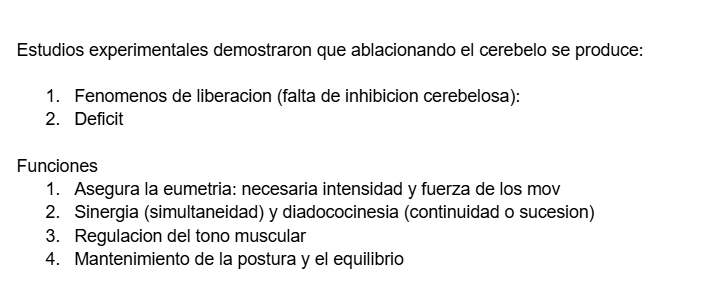 Estudios experimentales demostraron que ablacionando el cerebelo se produce:
1. Fenomenos de liberacion (falta de inhibicion cerebelosa):
2. Deficit
Funciones
1. Asegura la eumetria: necesaria intensidad y fuerza de los mov
2. Sinergia (simultaneidad) y diadococinesia (continuidad o sucesion)
3. Regulacion del tono muscular
4. Mantenimiento de la postura y el equilibrio